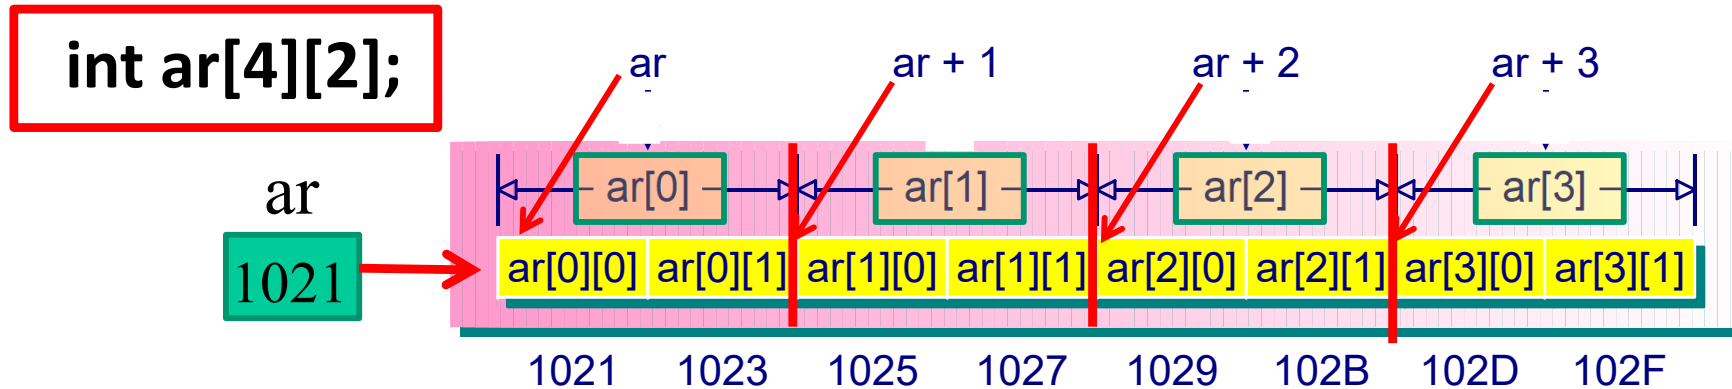 int ar[4][2];
ar ar + 1 ar + 2 ar + 3
ar
1021
ar[0] ar[1] ar[2] ar[3]
ar[0][0] ar[0][1] ar[1][0] ar[1][1] ar[2][0] ar[2][1] ar[3][0] ar[3][1]
1021 1023 1025 1027 1029 102B 102D 102F